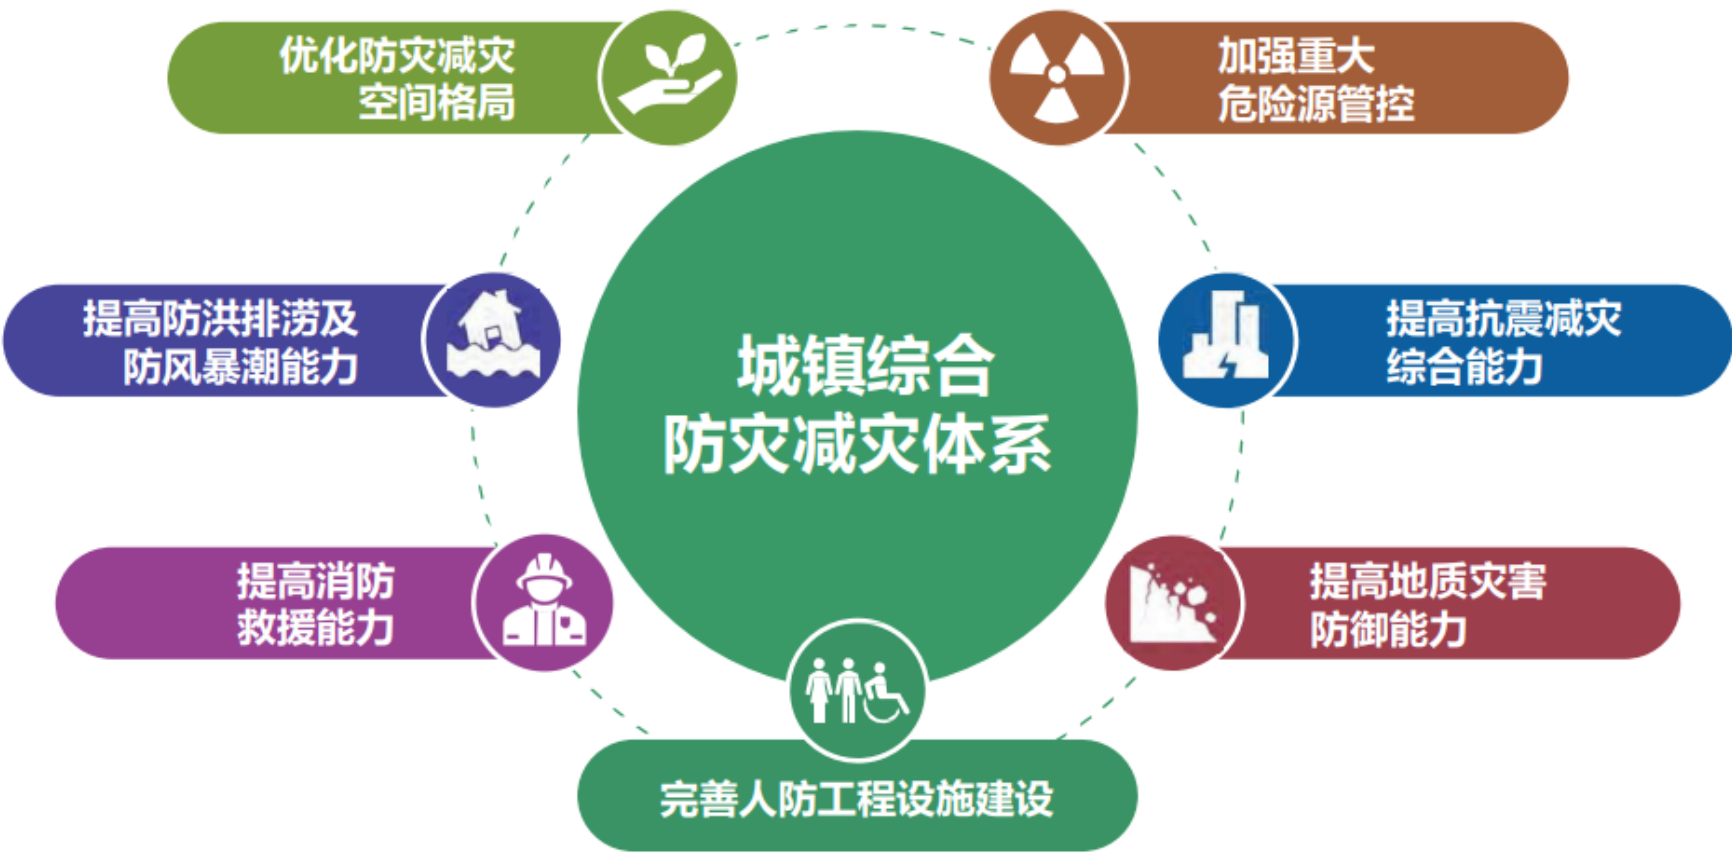 优化防灾减灾
空间格局
加强重大
危险源管控
提高防洪排涝及
防风暴潮能力
城镇综合
防灾减灾体系
提高抗震减灾
综合能力
提高消防
救援能力
提高地质灾害
防御能力
完善人防工程设施建设